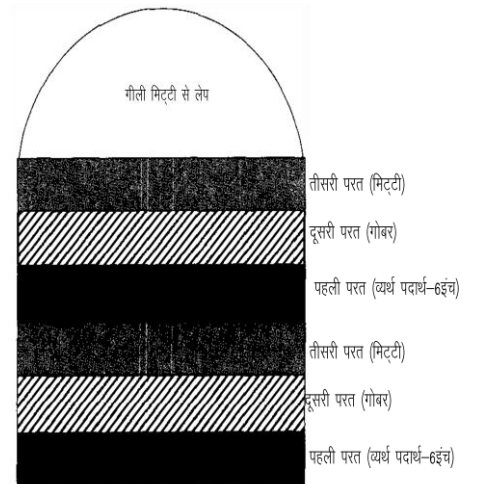 गीली मिट्टी से लेप
तीसरी परत (मिट्टी)
दूसरी परत (गोबर)
पहली परत (व्यर्थ पदार्थ–6इंच)
तीसरी परत (मिट्टी)
दूसरी परत (गोबर)
पहली परत (व्यर्थ पदार्थ–6इंच)